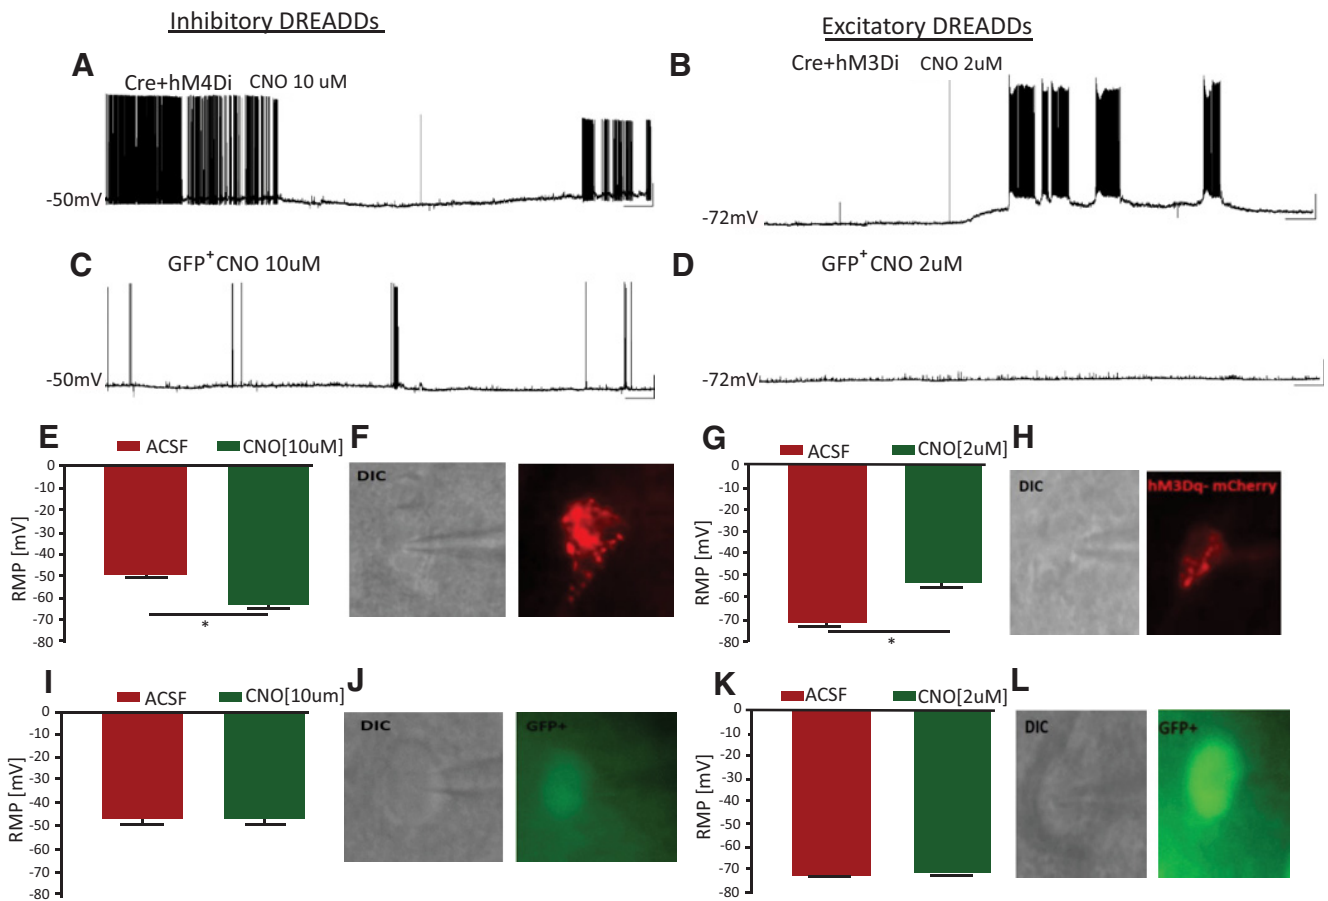 Inhibitory DREADDs
Excitatory DREADDs
A
Cre+hM4Di CNO 10 uM
-50mV
B
Cre+hM3Di CNO 2uM
-72mV
C
GFP+ CNO 10uM
-50mV
D
GFP+ CNO 2uM
-72mV
E
ACSF CNO[10uM]
RMP [mV]
0
-10
-20
-30
-40
-50
-60
-70
-80
*
F
DIC
G
ACSF CNO[2uM]
RMP [mV]
0
-10
-20
-30
-40
-50
-60
-70
-80
*
H
DIC
hM3Dq- mCherry
I
ACSF CNO[10um]
RMP [mV]
0
-10
-20
-30
-40
-50
-60
-70
-80
J
DIC
GFP+
K
ACSF CNO[2uM]
RMP [mV]
0
-10
-20
-30
-40
-50
-60
-70
-80
L
DIC
GFP+